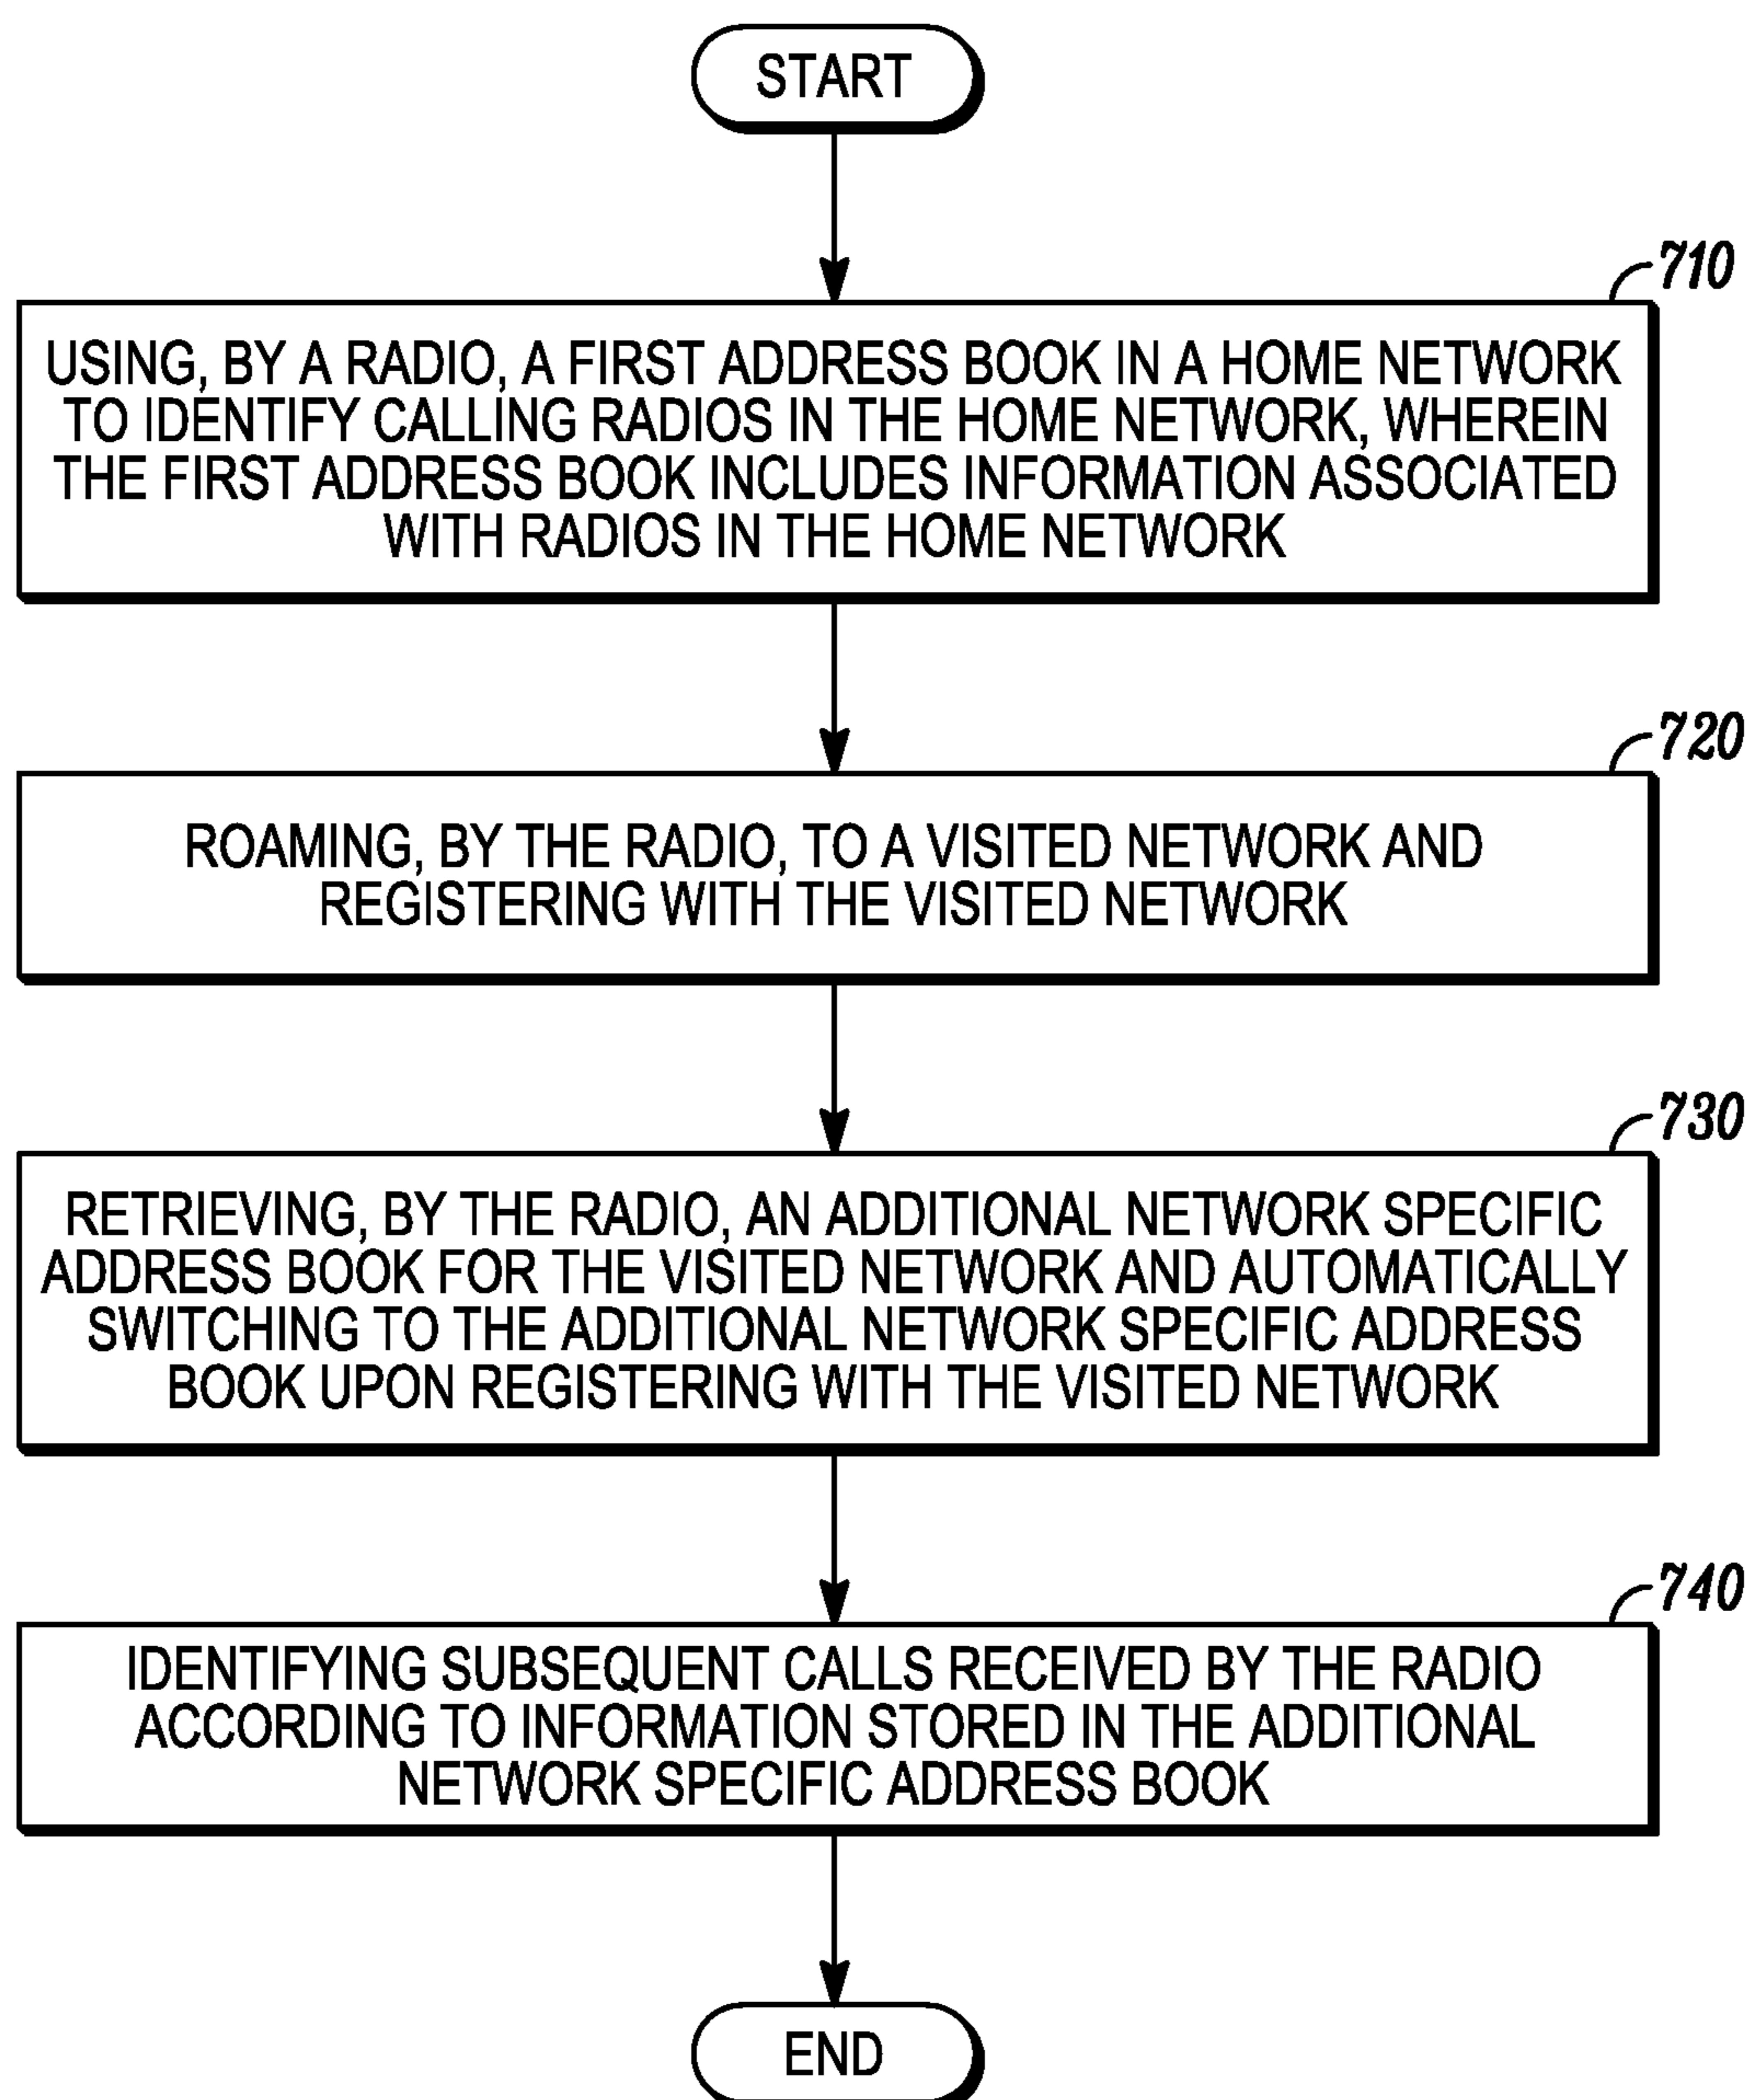 START
710
USING, BY A RADIO, A FIRST ADDRESS BOOK IN A HOME NETWORK
TO IDENTIFY CALLING RADIOS IN THE HOME NETWORK, WHEREIN
THE FIRST ADDRESS BOOK INCLUDES INFORMATION ASSOCIATED
WITH RADIOS IN THE HOME NETWORK
720
ROAMING, BY THE RADIO, TO A VISITED NETWORK AND
REGISTERING WITH THE VISITED NETWORK
730
RETRIEVING, BY THE RADIO, AN ADDITIONAL NETWORK SPECIFIC
ADDRESS BOOK FOR THE VISITED NETWORK AND AUTOMATICALLY
SWITCHING TO THE ADDITIONAL NETWORK SPECIFIC ADDRESS
BOOK UPON REGISTERING WITH THE VISITED NETWORK
740
IDENTIFYING SUBSEQUENT CALLS RECEIVED BY THE RADIO
ACCORDING TO INFORMATION STORED IN THE ADDITIONAL
NETWORK SPECIFIC ADDRESS BOOK
END